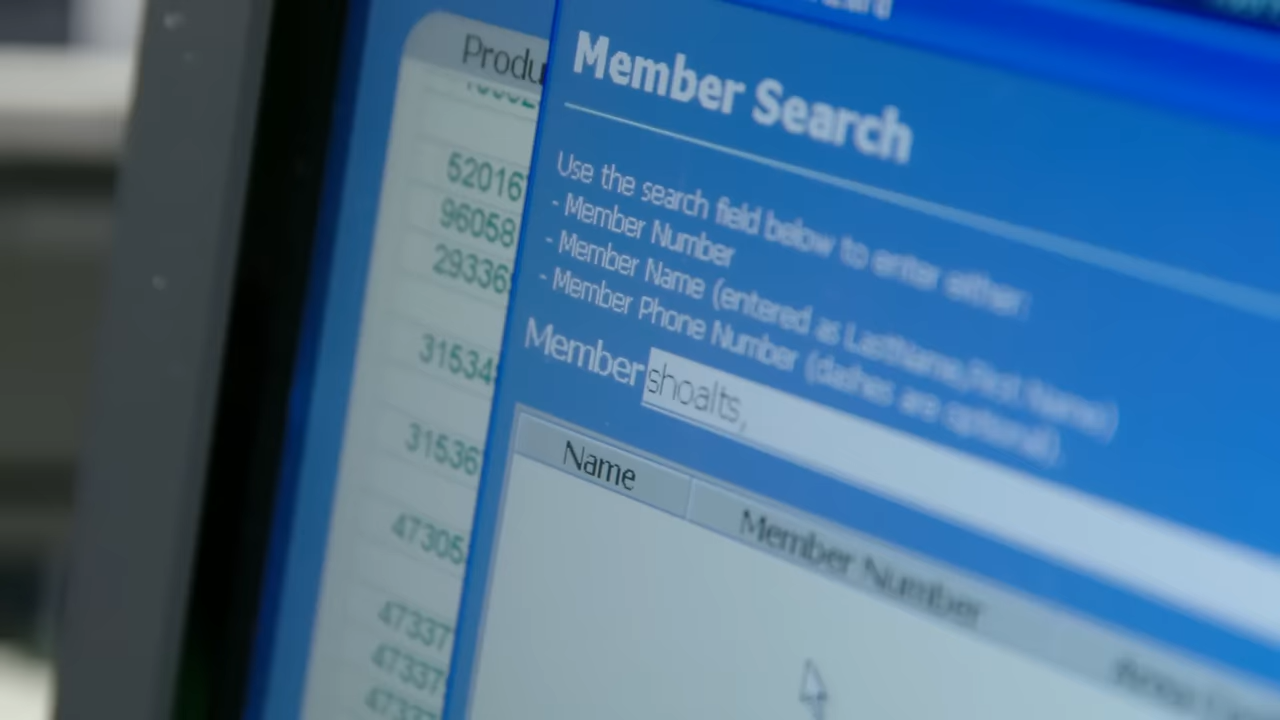 Produ
52016
96058
29336
31534
31536
47305
47337
47337
47337
Member Search
Use the search field below to enter either:
- Member Number
- Member Name (entered as LastName,First Name)
- Member Phone Number (dashes are optional).
Member shoalts,
Name Member Number